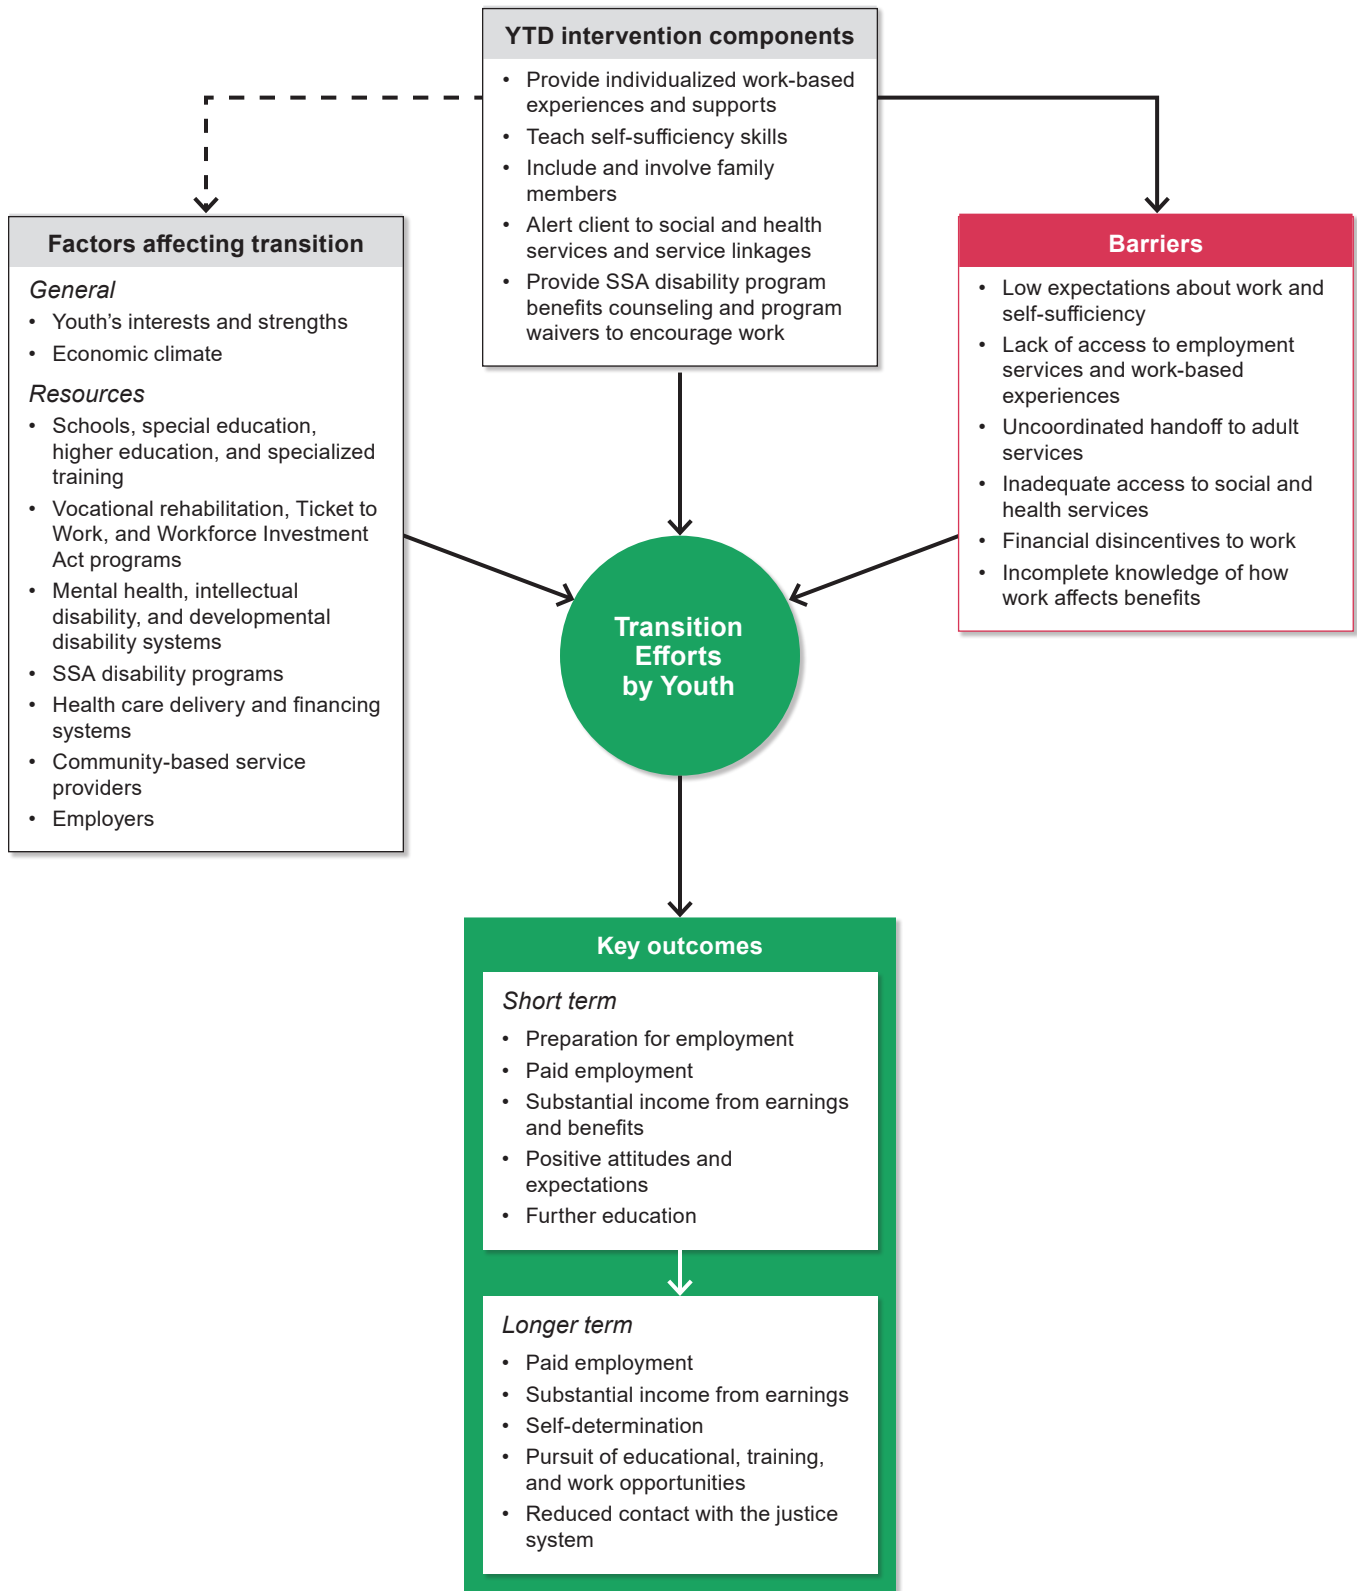 YTD intervention components
• Provide individualized work-based
experiences and supports
• Teach self-sufficiency skills
• Include and involve family
members
• Alert client to social and health
services and service linkages
• Provide SSA disability program
benefits counseling and program
waivers to encourage work
Factors affecting transition
General
• Youth’s interests and strengths
• Economic climate
Resources
• Schools, special education,
higher education, and specialized
training
• Vocational rehabilitation, Ticket to
Work, and Workforce Investment
Act programs
• Mental health, intellectual
disability, and developmental
disability systems
• SSA disability programs
• Health care delivery and financing
systems
• Community-based service
providers
• Employers
Barriers
• Low expectations about work and
self-sufficiency
• Lack of access to employment
services and work-based
experiences
• Uncoordinated handoff to adult
services
• Inadequate access to social and
health services
• Financial disincentives to work
• Incomplete knowledge of how
work affects benefits
Transition
Efforts
by Youth
Key outcomes
Short term
• Preparation for employment
• Paid employment
• Substantial income from earnings
and benefits
• Positive attitudes and
expectations
• Further education
Longer term
• Paid employment
• Substantial income from earnings
• Self-determination
• Pursuit of educational, training,
and work opportunities
• Reduced contact with the justice
system